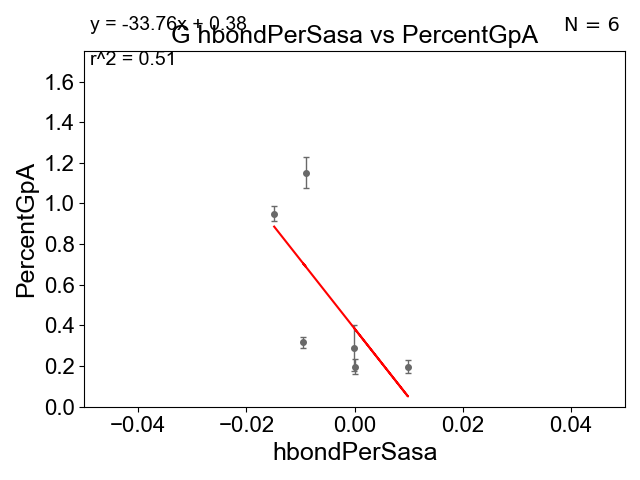 y = -33.76x + 0.38
G hbondPerSasa vs PercentGpA
N = 6
r^2 = 0.51
PercentGpA
1.6
1.4
1.2
1.0
0.8
0.6
0.4
0.2
0.0
−0.04
−0.02
0.00
0.02
0.04
hbondPerSasa